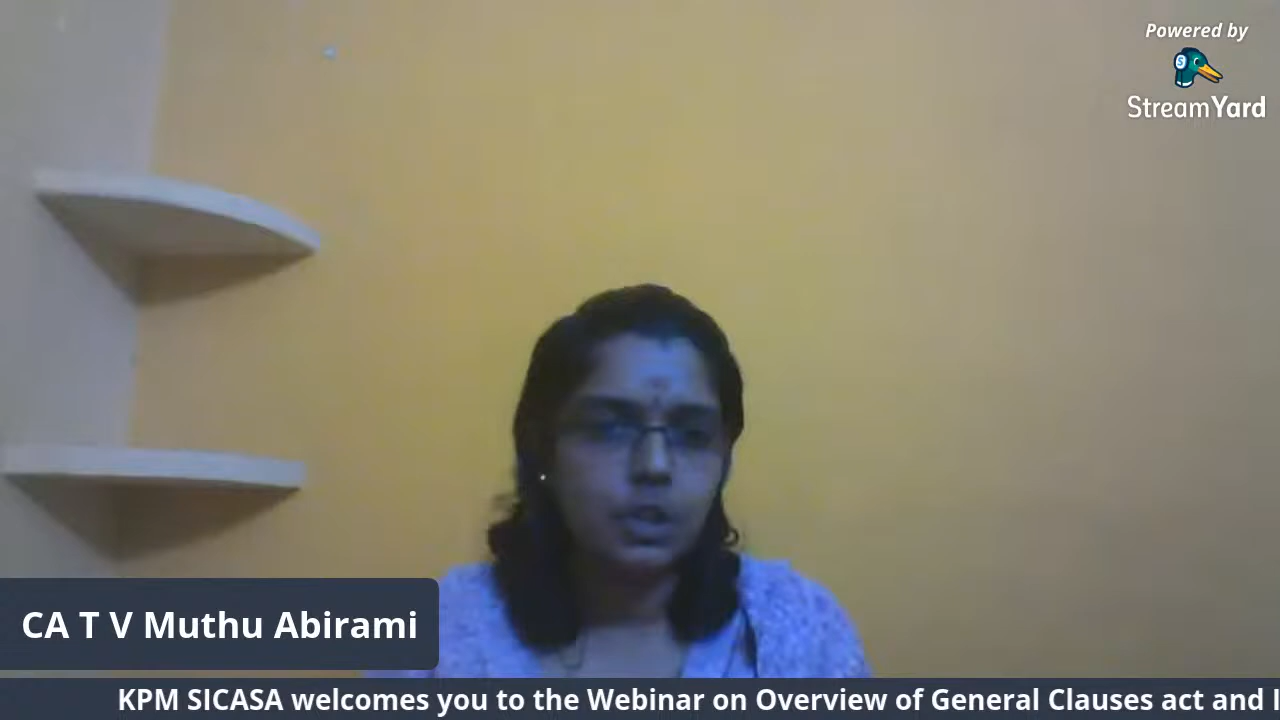 Powered by
StreamYard
CA T V Muthu Abirami
KPM SICASA welcomes you to the Webinar on Overview of General Clauses act and